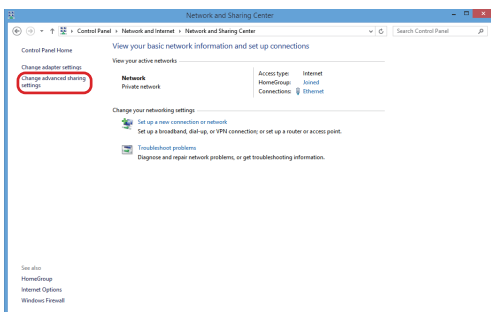 Network and Sharing Center
Control Panel › Network and Internet › Network and Sharing Center
Search Control Panel
Control Panel Home
Change adapter settings
Change advanced sharing
settings
View your basic network information and set up connections
View your active networks
Network
Private network
Access type: Internet
HomeGroup: Joined
Connections: Ethernet
Change your networking settings
Set up a new connection or network
Set up a broadband, dial-up, or VPN connection; or set up a router or access point.
Troubleshoot problems
Diagnose and repair network problems, or get troubleshooting information.
See also
HomeGroup
Internet Options
Windows Firewall